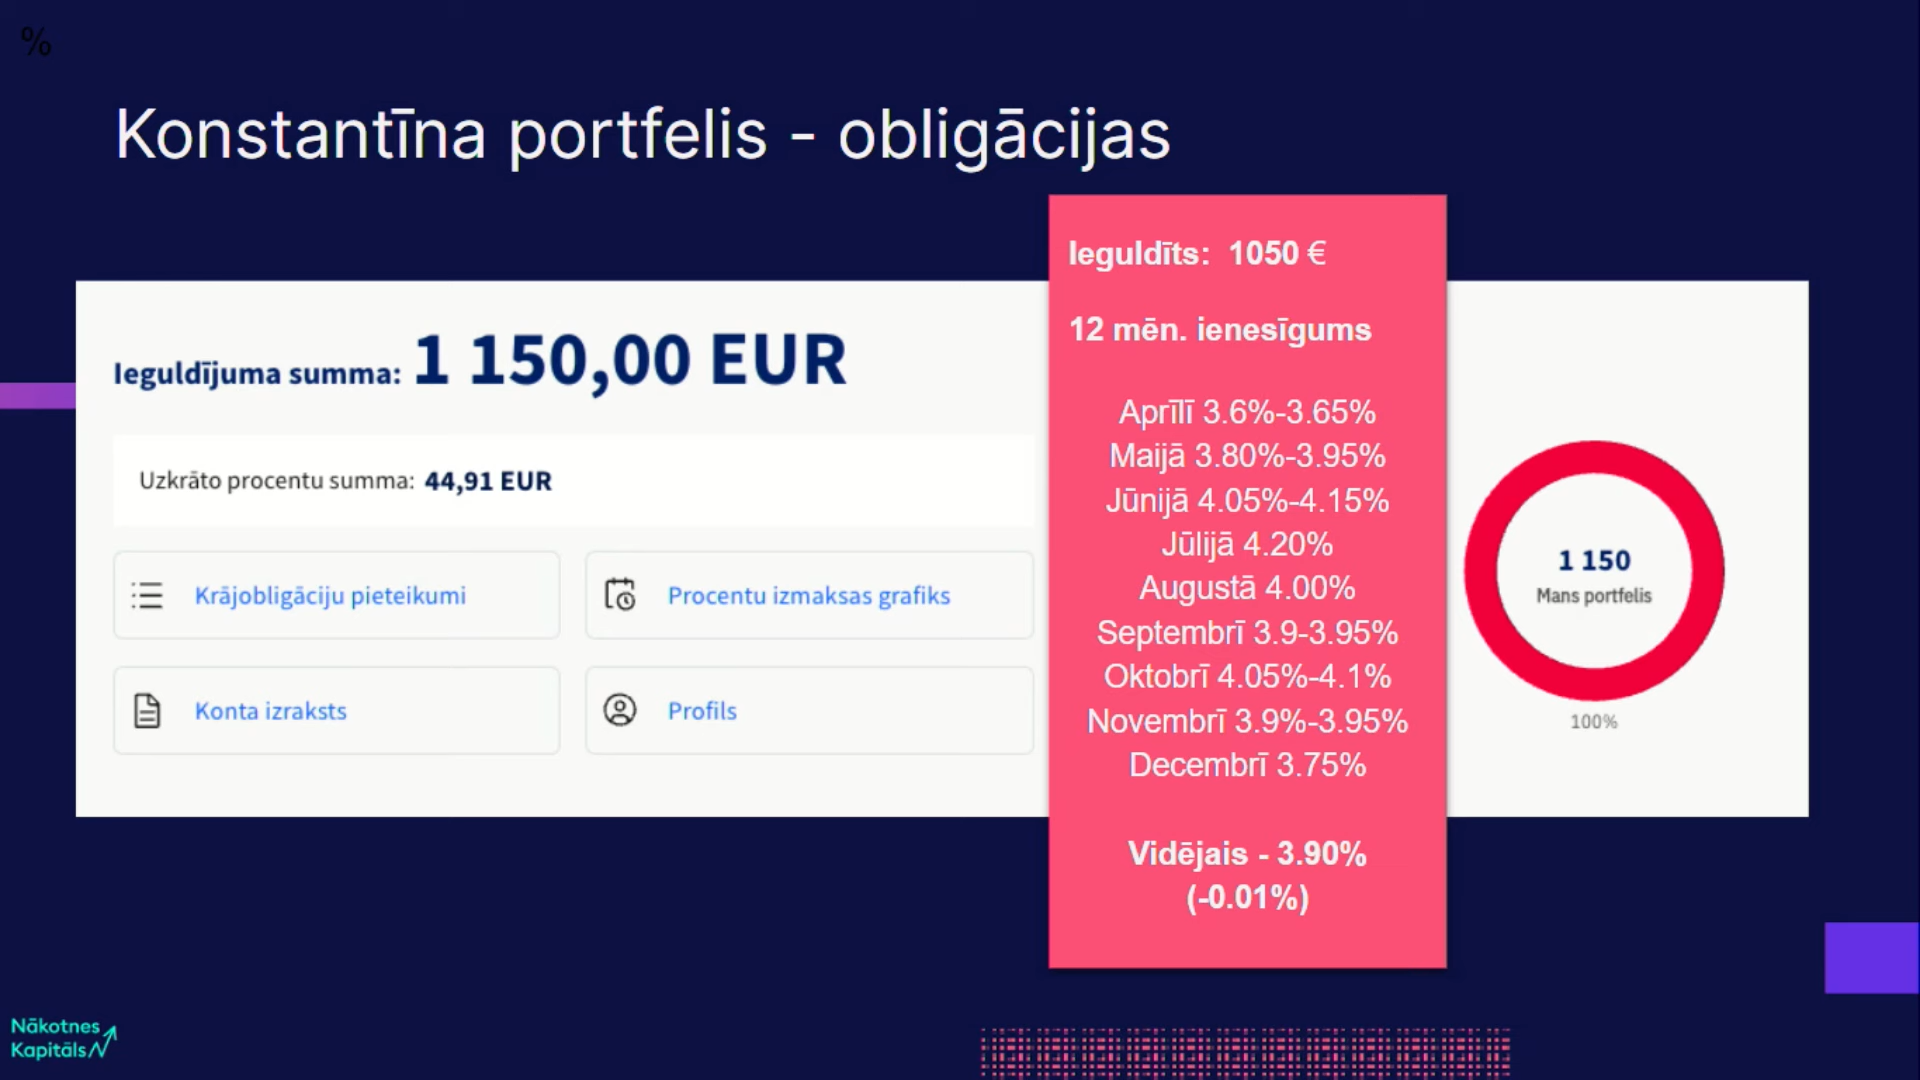 %
Konstantīna portfelis - obligācijas
Ieguldījuma summa: 1 150,00 EUR
Uzkrāto procentu summa: 44,91 EUR
Krājobligāciju pieteikumi
Procentu izmaksas grafiks
Konta izraksts
Profils
Ieguldīts: 1050 €
12 mēn. ienesīgums
Aprīlī 3.6%-3.65%
Maijā 3.80%-3.95%
Jūnijā 4.05%-4.15%
Jūlijā 4.20%
Augustā 4.00%
Septembrī 3.9-3.95%
Oktobrī 4.05%-4.1%
Novembrī 3.9%-3.95%
Decembrī 3.75%
Vidējais - 3.90%
(-0.01%)
1 150
Mans portfelis
100%
Nākotnes
Kapitāls